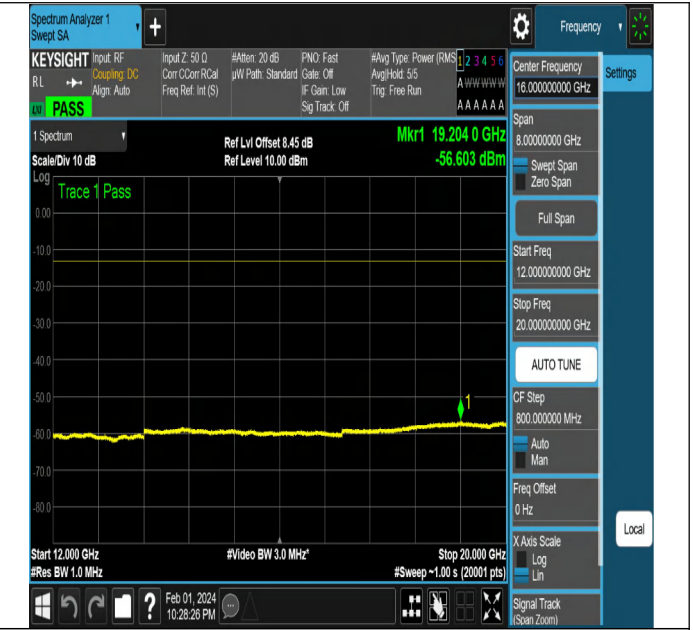 Spectrum Analyzer 1
Swept SA
+
Frequency
KEYSIGHT
Input: RF
Coupling: DC
Align: Auto
Input Z: 50 Ω
Corr CCorr RCal
Freq Ref: Int (S)
#Atten: 20 dB
µW Path: Standard
PNO: Fast
Gate: Off
IF Gain: Low
Sig Track: Off
#Avg Type: Power (RMS
Avg|Hold: 5/5
Trig: Free Run
1 2 3 4 5 6
A W W W W W
A A A A A A
RL
LXI
PASS
1 Spectrum
Scale/Div 10 dB
Ref Lvl Offset 8.45 dB
Ref Level 10.00 dBm
Mkr1 19.204 0 GHz
-56.603 dBm
Log
Trace 1 Pass
0.00
-10.0
-20.0
-30.0
-40.0
-50.0
-60.0
-70.0
-80.0
1
Start 12.000 GHz
#Res BW 1.0 MHz
#Video BW 3.0 MHz*
Stop 20.000 GHz
#Sweep ~1.00 s (20001 pts)
?
Feb 01, 2024
10:28:26 PM
Center Frequency
16.00000000 GHz
Settings
Span
8.00000000 GHz
Swept Span
Zero Span
Full Span
Start Freq
12.000000000 GHz
Stop Freq
20.000000000 GHz
AUTO TUNE
CF Step
800.000000 MHz
Auto
Man
Freq Offset
0 Hz
X Axis Scale
Log
Lin
Local
Signal Track
(Span Zoom)